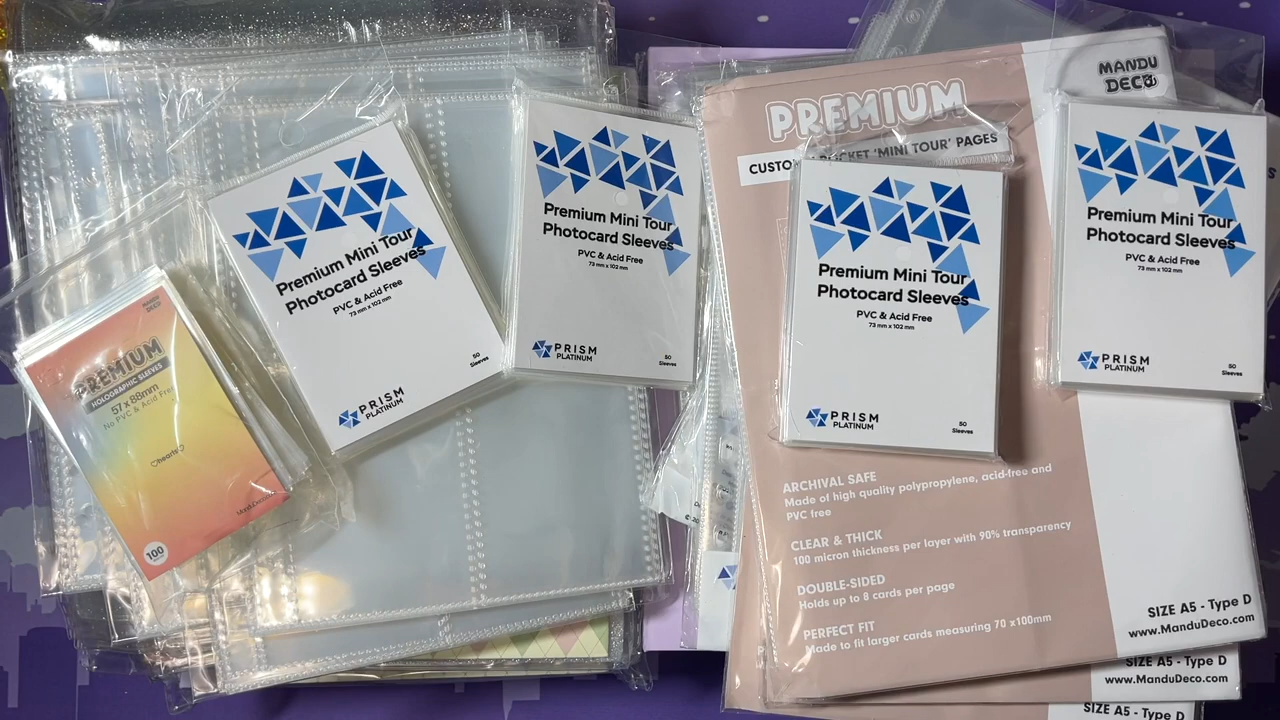 MANDU
DECO
PREMIUM
HOLOGRAPHIC SLEEVES
57 x 88mm
No PVC & Acid Free
hearts
ManduDeco
100
Premium Mini Tour
Photocard Sleeves
PVC & Acid Free
73 mm x 102 mm
50
Sleeves
PRISM
PLATINUM
Premium Mini Tour
Photocard Sleeves
PVC & Acid Free
73 mm x 102 mm
PRISM
PLATINUM
50
Sleeves
MANDU
DECO
PREMIUM
POCKET 'MINI TOUR' PAGES
Premium Mini Tour
Photocard Sleeves
PVC & Acid Free
73 mm x 102 mm
PRISM
PLATINUM
50
Sleeves
Premium Mini Tour
Photocard Sleeves
PVC & Acid Free
73 mm x 102 mm
PRISM
PLATINUM
50
Sleeves
ARCHIVAL SAFE
Made of high quality polypropylene, acid-free and
PVC free
CLEAR & THICK
100 micron thickness per layer with 90% transparency
DOUBLE-SIDED
Holds up to 8 cards per page
PERFECT FIT
Made to fit larger cards measuring 70 x100mm
SIZE A5 - Type D
www.ManduDeco.com
SIZE A5 - Type D
www.ManduDeco.com
SIZE A5 - Type D